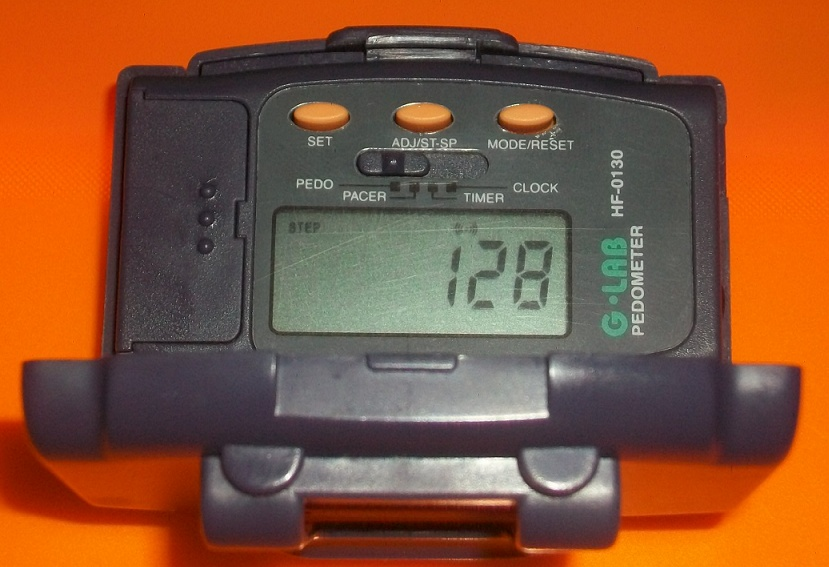 SET
ADJ/ST-SP
MODE/RESET
PEDO
CLOCK
PACER
TIMER
STEP
128
G·LAB
PEDOMETER HF-0130